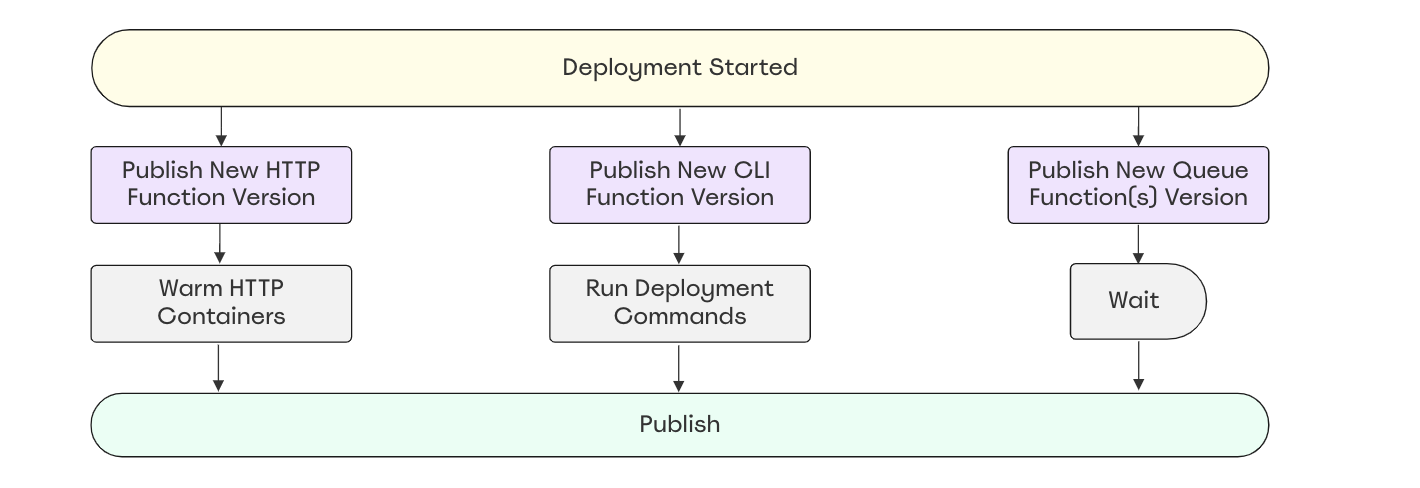 Deployment Started
Publish New HTTP
Function Version
Publish New CLI
Function Version
Publish New Queue
Function(s) Version
Warm HTTP
Containers
Run Deployment
Commands
Wait
Publish